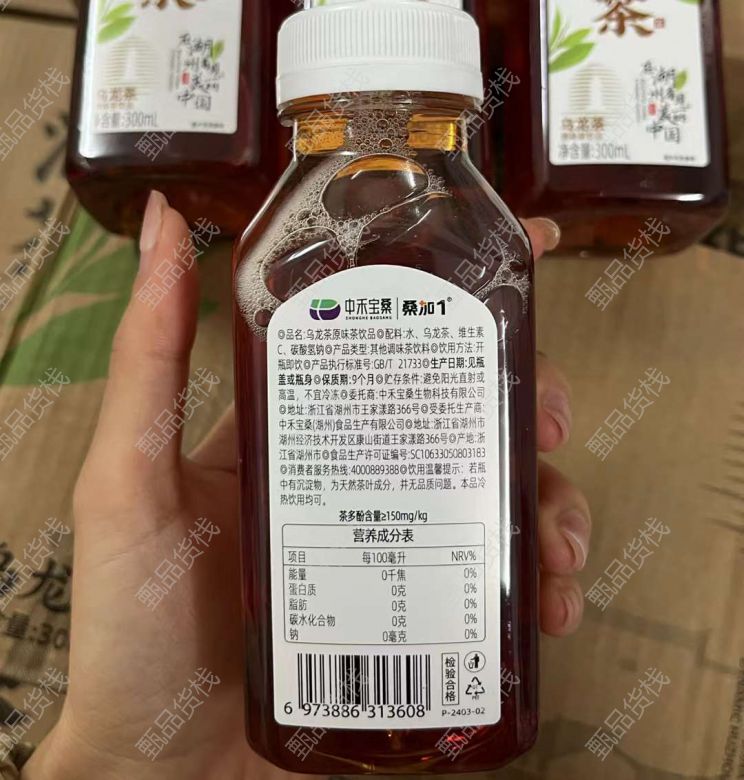 茶
乌龙茶
净含量:300mL
茶
乌龙茶
净含量:300mL
中禾宝桑 | 桑加1®
ZHONGHE BAOSANG
◎品名:乌龙茶原味茶饮品◎配料:水、乌龙茶、维生素
C、碳酸氢钠◎产品类型:其他调味茶饮料◎饮用方法:开
瓶即饮◎产品执行标准号:GB/T 21733◎生产日期:见瓶
盖或瓶身◎保质期:9个月◎贮存条件:避免阳光直射或
高温，不宜冷冻◎委托商:中禾宝桑生物科技有限公司
◎地址:浙江省湖州市王家漾路366号◎受委托生产商:
中禾宝桑(湖州)食品生产有限公司◎地址:浙江省湖州市
湖州经济技术开发区康山街道王家漾路366号◎产地:浙
江省湖州市◎食品生产许可证编号:SC10633050803183
◎消费者服务热线:4000889388◎饮用温馨提示：若瓶
中有沉淀物，为天然茶叶成分，并无品质问题。本品冷
热饮用均可。
茶多酚含量≥150mg/kg
营养成分表
项目 每100毫升 NRV%
能量 0千焦 0%
蛋白质 0克 0%
脂肪 0克 0%
碳水化合物 0克 0%
钠 0毫克 0%
检验合格
6 973886 313608
P-2403-02
乌龙
甄品货栈